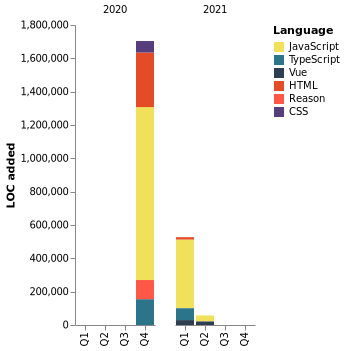 2020 2021
Language
JavaScript
TypeScript
Vue
HTML
Reason
CSS
LOC added
1,800,000
1,600,000
1,400,000
1,200,000
1,000,000
800,000
600,000
400,000
200,000
0
Q1 Q2 Q3 Q4 Q1 Q2 Q3 Q4